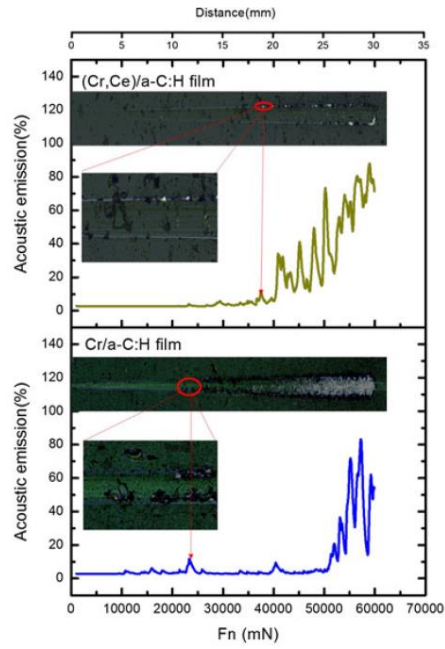 Distance(mm)
0 5 10 15 20 25 30 35
(Cr,Ce)/a-C:H film
Acoustic emission(%)
140
120
100
80
60
40
20
0
Cr/a-C:H film
Acoustic emission(%)
140
120
100
80
60
40
20
0
0 10000 20000 30000 40000 50000 60000 70000
Fn (mN)